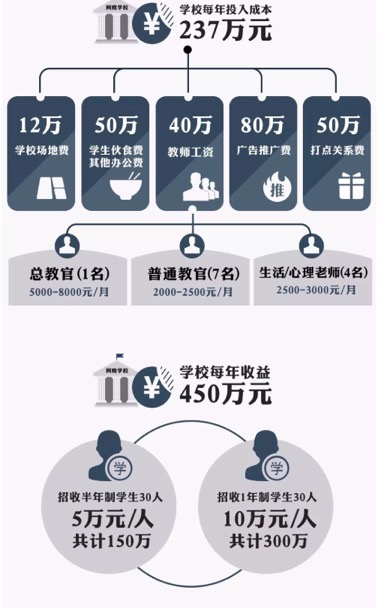 网瘾学校
学校每年投入成本
237万元
12万
学校场地费
50万
学生伙食费
其他办公费
40万
教师工资
80万
广告推广费
推
50万
打点关系费
总教官(1名)
5000-8000元/月
普通教官(7名)
2000-2500元/月
生活/心理老师(4名)
2500-3000元/月
网瘾学校
学校每年收益
450万元
学
招收半年制学生30人
5万元/人
共计150万
学
招收1年制学生30人
10万元/人
共计300万